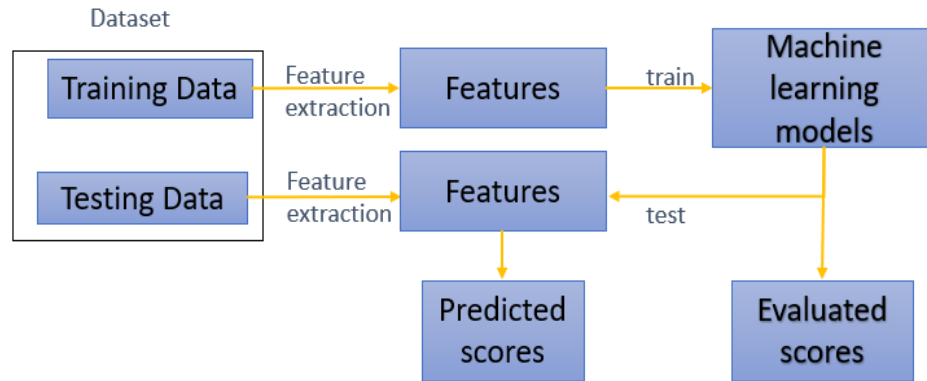 Dataset
Training Data
Feature
extraction
Features
train
Machine
learning
models
Testing Data
Feature
extraction
Features
test
Predicted
scores
Evaluated
scores